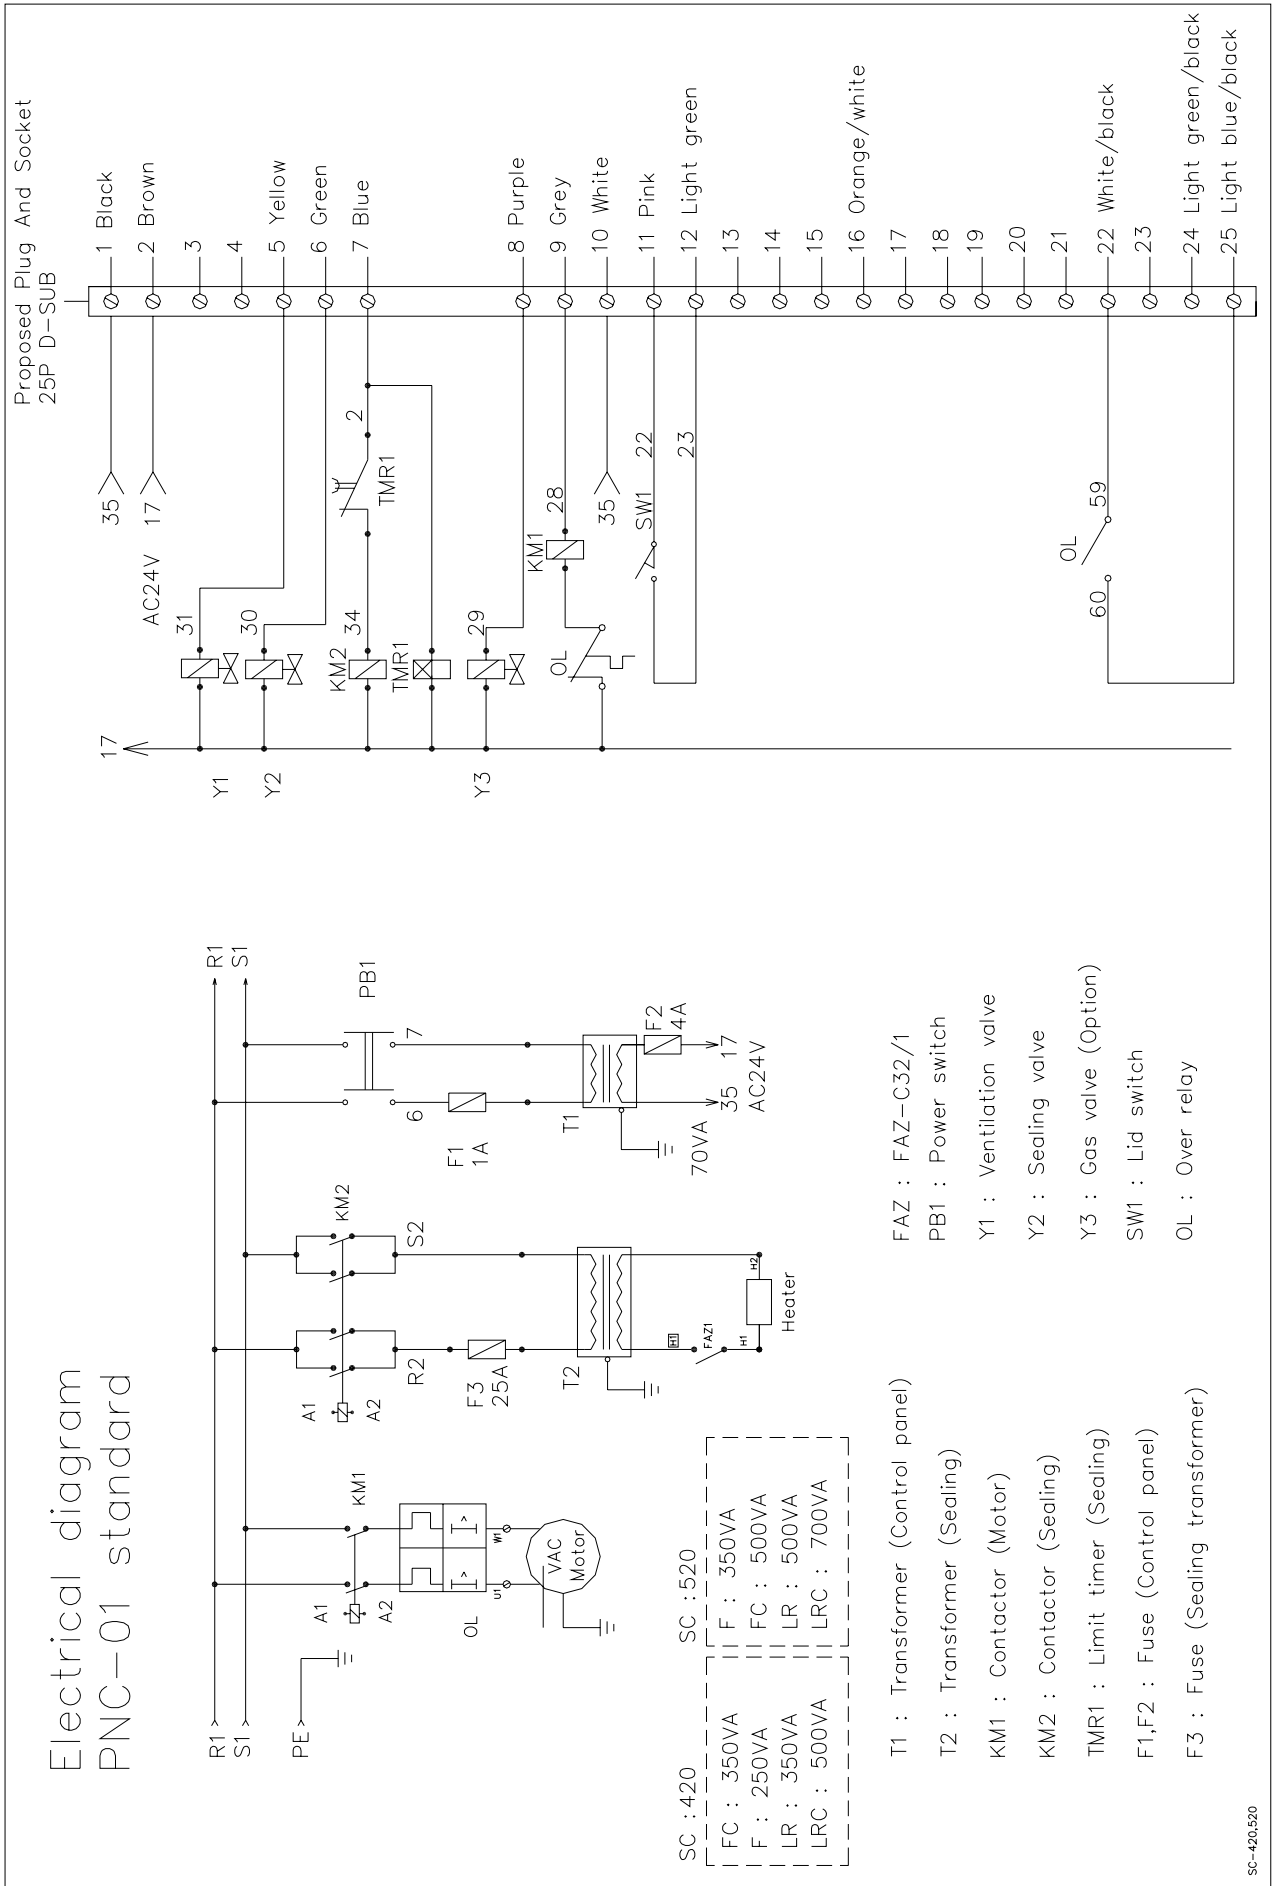 Electrical diagram
PNC-01 standard
R1
S1
PE
R1
S1
A1
A2
KM1
OL
U1
W1
VAC
Motor
A1
A2
KM2
R2
S2
F3
25A
T2
H1
FAZ1
H1
H2
Heater
PB1
6
7
F1
1A
T1
70VA
F2
4A
35
17
AC24V
SC :420
FC : 350VA
F : 250VA
LR : 350VA
LRC : 500VA
SC :520
F : 350VA
FC : 500VA
LR : 500VA
LRC : 700VA
T1 : Transformer (Control panel)
T2 : Transformer (Sealing)
KM1 : Contactor (Motor)
KM2 : Contactor (Sealing)
TMR1 : Limit timer (Sealing)
F1,F2 : Fuse (Control panel)
F3 : Fuse (Sealing transformer)
FAZ : FAZ-C32/1
PB1 : Power switch
Y1 : Ventilation valve
Y2 : Sealing valve
Y3 : Gas valve (Option)
SW1 : Lid switch
OL : Over relay
Proposed Plug And Socket
25P D-SUB
17
35
AC24V
17
Y1
31
Y2
30
KM2
34
TMR1
2
TMR1
Y3
29
OL
KM1
28
35
SW1
22
23
60
OL
59
1 Black
2 Brown
3
4
5 Yellow
6 Green
7 Blue
8 Purple
9 Grey
10 White
11 Pink
12 Light green
13
14
15
16 Orange/white
17
18
19
20
21
22 White/black
23
24 Light green/black
25 Light blue/black
SC-420,520